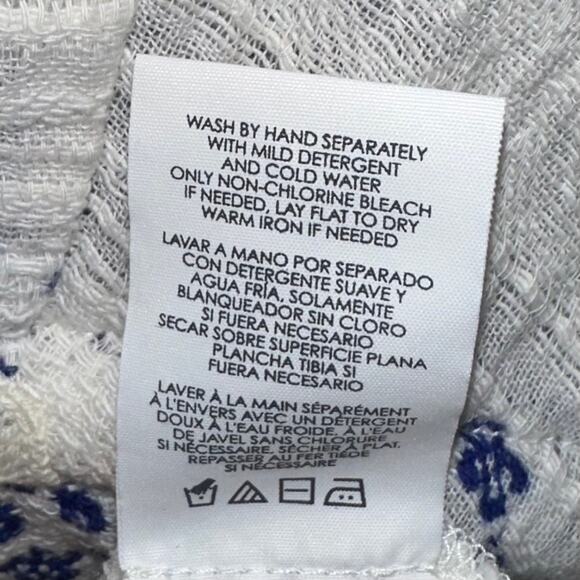 WASH BY HAND SEPARATELY
WITH MILD DETERGENT
AND COLD WATER
ONLY NON-CHLORINE BLEACH
IF NEEDED, LAY FLAT TO DRY
WARM IRON IF NEEDED
LAVAR A MANO POR SEPARADO
CON DETERGENTE SUAVE Y
AGUA FRÍA, SOLAMENTE
BLANQUEADOR SIN CLORO
SI FUERA NECESARIO
SECAR SOBRE SUPERFICIE PLANA
PLANCHA TIBIA SI
FUERA NECESARIO
LAVER À LA MAIN SÉPARÉMENT
À L'ENVERS AVEC UN DÉTERGENT
DOUX À L'EAU FROIDE. À L'EAU
DE JAVEL SANS CHLORURE
SI NÉCESSAIRE. SÉCHER À PLAT.
REPASSER AU FER TIÈDE
SI NÉCESSAIRE